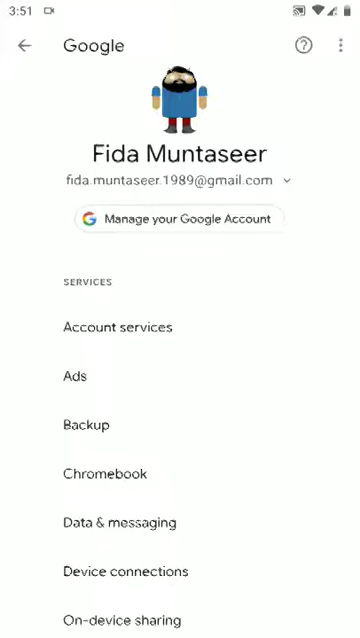 3:51
Google
Fida Muntaseer
fida.muntaseer.1989@gmail.com
Manage your Google Account
SERVICES
Account services
Ads
Backup
Chromebook
Data & messaging
Device connections
On-device sharing